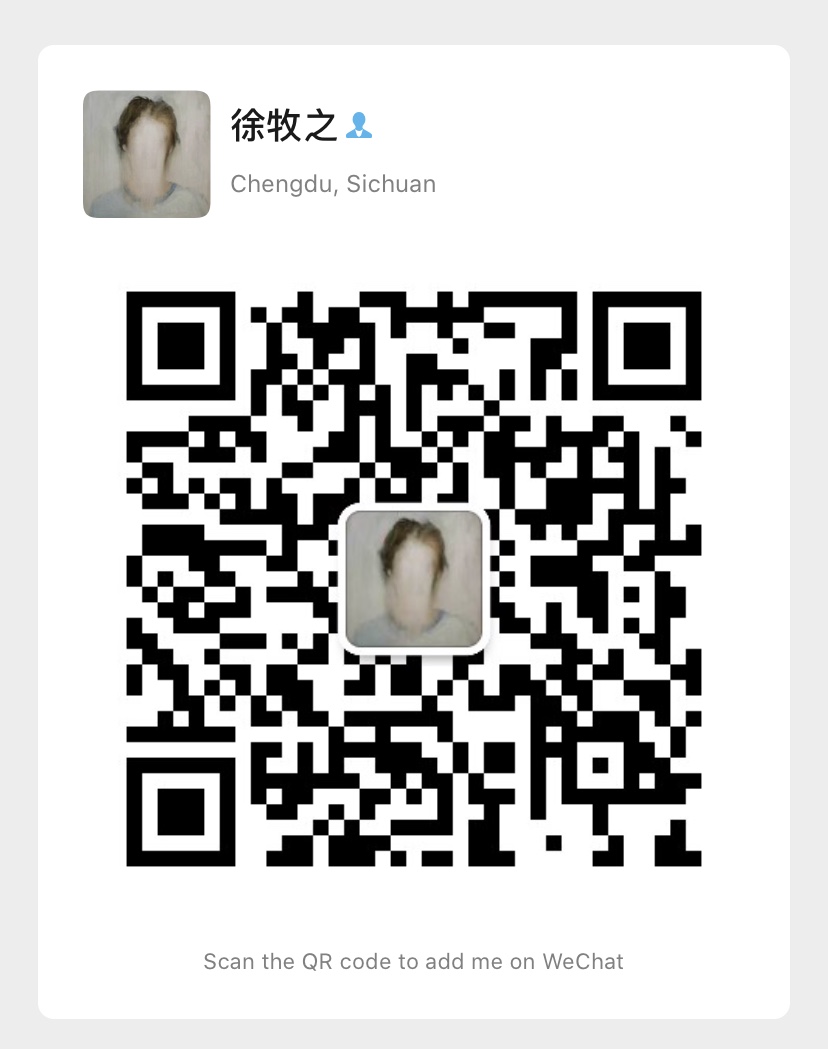 徐牧之
Chengdu, Sichuan
Scan the QR code to add me on WeChat